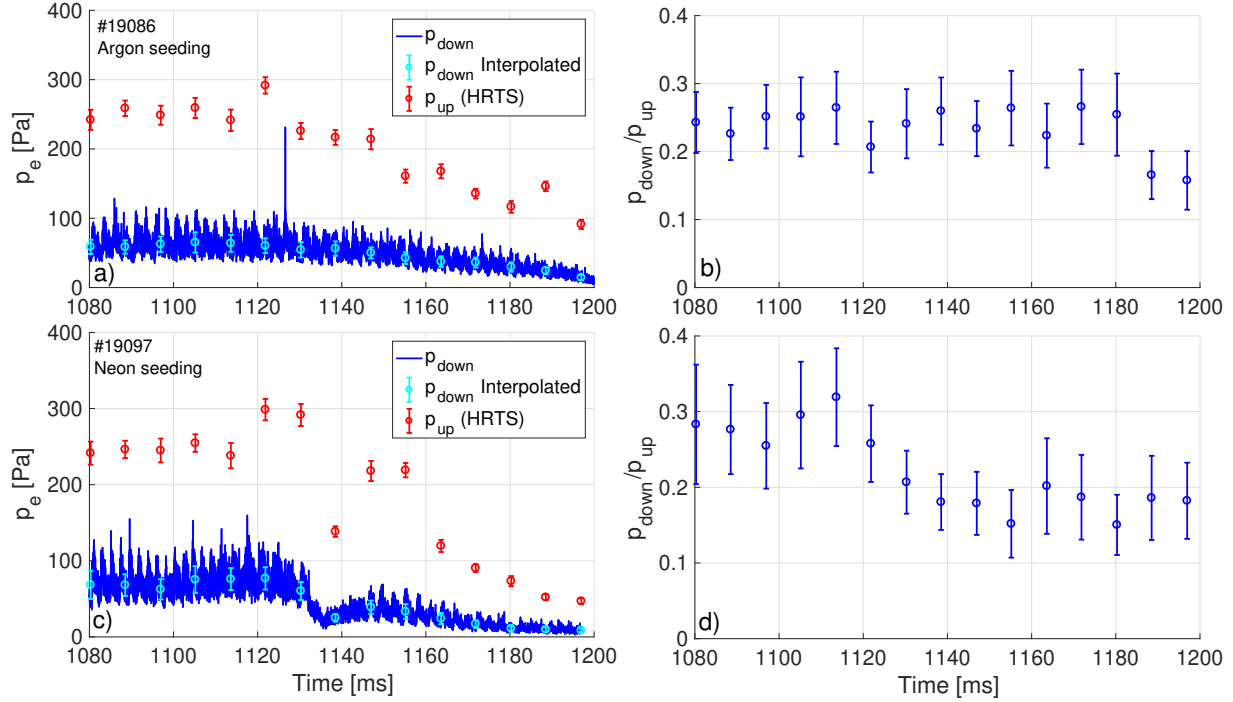 #19086
Argon seeding
p_down
p_down Interpolated
p_up (HRTS)
p_e [Pa]
400
300
200
100
0
a)
1080 1100 1120 1140 1160 1180 1200
p_down/p_up
0.4
0.3
0.2
0.1
0
b)
1080 1100 1120 1140 1160 1180 1200
#19097
Neon seeding
p_down
p_down Interpolated
p_up (HRTS)
p_e [Pa]
400
300
200
100
0
c)
1080 1100 1120 1140 1160 1180 1200
Time [ms]
p_down/p_up
0.4
0.3
0.2
0.1
0
d)
1080 1100 1120 1140 1160 1180 1200
Time [ms]